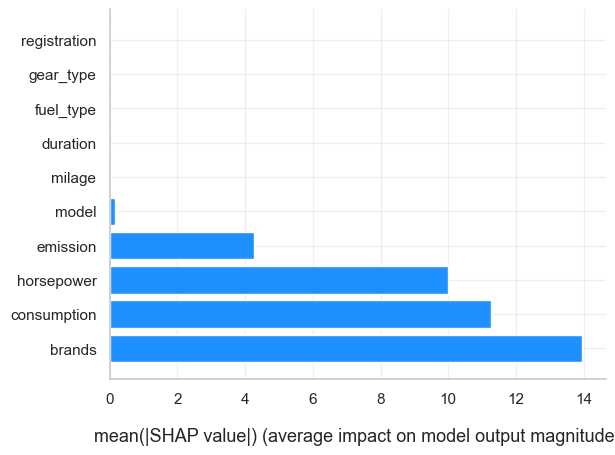 registration
gear_type
fuel_type
duration
milage
model
emission
horsepower
consumption
brands
0 2 4 6 8 10 12 14
mean(|SHAP value|) (average impact on model output magnitude